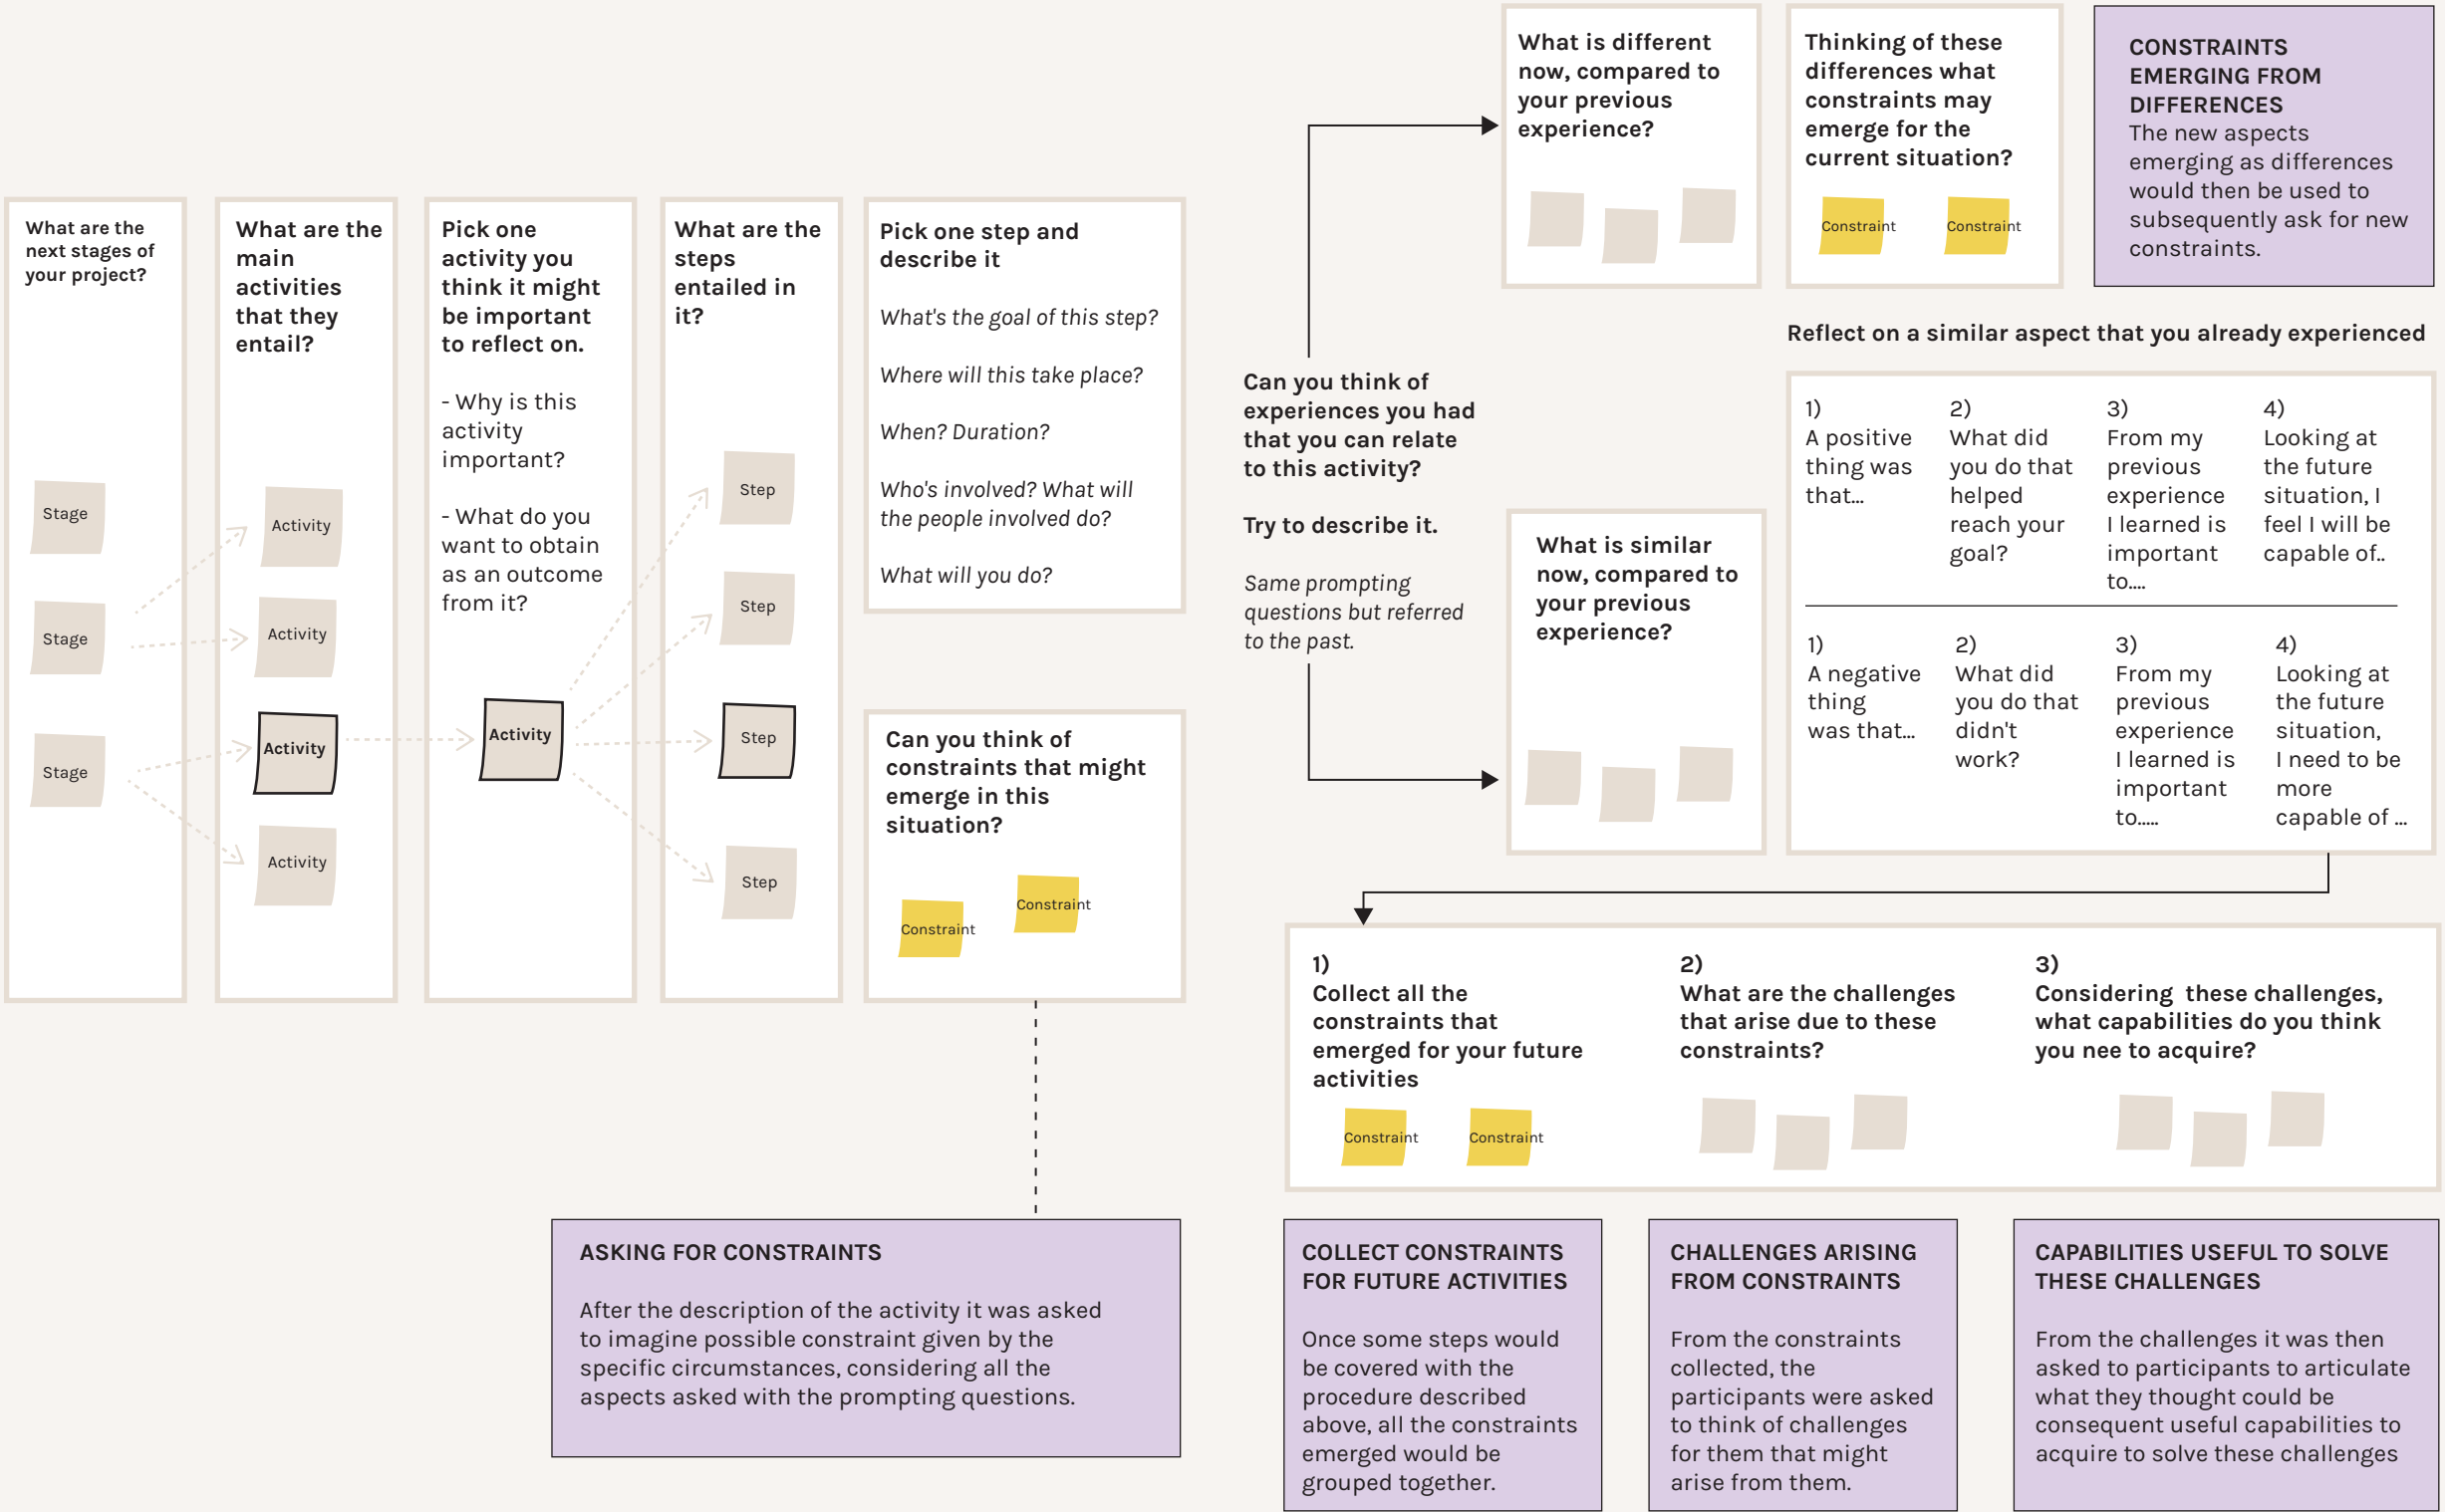 What are the
next stages of
your project?
Stage
Stage
Stage
What are the
main
activities
that they
entail?
Activity
Activity
Activity
Activity
Pick one
activity you
think it might
be important
to reflect on.
- Why is this
activity
important?
- What do you
want to obtain
as an outcome
from it?
Activity
What are the
steps
entailed in
it?
Step
Step
Step
Step
Pick one step and
describe it
What's the goal of this step?
Where will this take place?
When? Duration?
Who's involved? What will
the people involved do?
What will you do?
Can you think of
constraints that might
emerge in this
situation?
Constraint
Constraint
ASKING FOR CONSTRAINTS
After the description of the activity it was asked
to imagine possible constraint given by the
specific circumstances, considering all the
aspects asked with the prompting questions.
Can you think of
experiences you had
that you can relate
to this activity?
Try to describe it.
Same prompting
questions but referred
to the past.
What is different
now, compared to
your previous
experience?
Thinking of these
differences what
constraints may
emerge for the
current situation?
Constraint
Constraint
CONSTRAINTS
EMERGING FROM
DIFFERENCES
The new aspects
emerging as differences
would then be used to
subsequently ask for new
constraints.
What is similar
now, compared to
your previous
experience?
Reflect on a similar aspect that you already experienced
1)
A positive
thing was
that...
2)
What did
you do that
helped
reach your
goal?
3)
From my
previous
experience
I learned is
important
to....
4)
Looking at
the future
situation, I
feel I will be
capable of..
1)
A negative
thing
was that...
2)
What did
you do that
didn't
work?
3)
From my
previous
experience
I learned is
important
to.....
4)
Looking at
the future
situation,
I need to be
more
capable of ...
1)
Collect all the
constraints that
emerged for your future
activities
Constraint
Constraint
2)
What are the challenges
that arise due to these
constraints?
3)
Considering  these challenges,
what capabilities do you think
you nee to acquire?
COLLECT CONSTRAINTS
FOR FUTURE ACTIVITIES
Once some steps would
be covered with the
procedure described
above, all the constraints
emerged would be
grouped together.
CHALLENGES ARISING
FROM CONSTRAINTS
From the constraints
collected, the
participants were asked
to think of challenges
for them that might
arise from them.
CAPABILITIES USEFUL TO SOLVE
THESE CHALLENGES
From the challenges it was then
asked to participants to articulate
what they thought could be
consequent useful capabilities to
acquire to solve these challenges